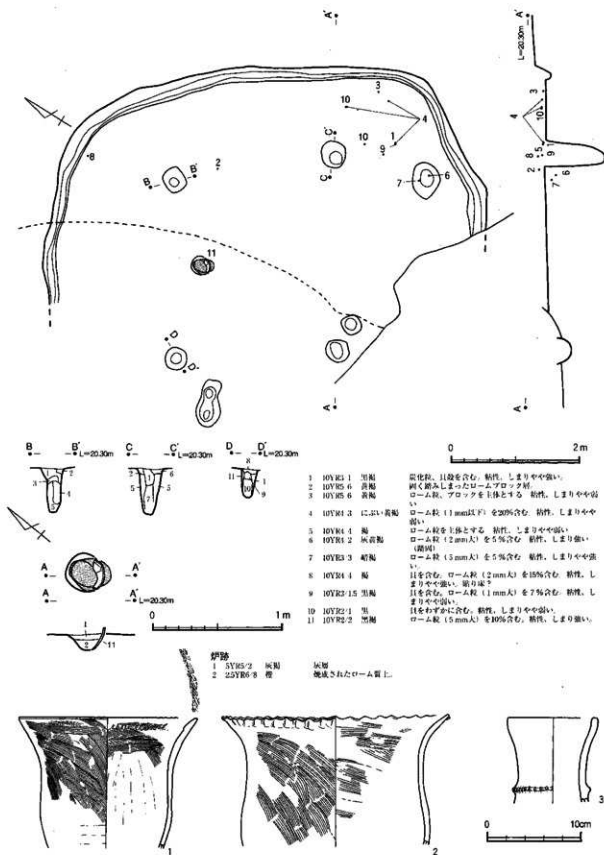 A'
A'
L=20.30m
3
10
4
3
10
4
C'
10
1
9
5
1
8
9
8
B
B'
2
C
7
6
2
7
6
11
D
D'
A
A
B
B'
L=20.30m
C
C'
L=20.30m
D
D'
L=20.30m
0
2m
1 10YR3/1 黒褐 炭化粒、貝殻を含む。粘性、しまりやや強い。
2 10YR5/6 黄褐 固く踏みしまったロームブロック層。
3 10YR5/6 黄褐 ローム粒、ブロックを主体とする 粘性、しまりやや弱い
4 10YR4/3 にぶい黄褐 ローム粒(1mm以下)を20%含む 粘性、しまりやや弱い
5 10YR4/4 褐 ローム粒を主体とする 粘性、しまりやや弱い
6 10YR4/2 灰黄褐 ローム粒(2mm大)を5%含む 粘性、しまり強い
7 10YR3/3 暗褐 ローム粒(5mm大)を5%含む。粘性、しまりやや強い。
8 10YR4/4 褐 貝を含む。ローム粒(2mm大)を15%含む。粘性、しまりやや強い。貼り床?
9 10YR3/1.5 黒褐 貝を含む。ローム粒(1mm大)を7%含む。粘性、しまりやや弱い。
10 10YR2/1 黒 貝をわずかに含む。粘性、しまりやや弱い。
11 10YR2/2 黒褐 ローム粒(5mm大)を10%含む。粘性、しまり強い。
A
A'
A
A'
L=20.30m
0
1m
1
2
11
炉跡
1 5YR5/2 灰褐 灰層
2 2.5YR6/8 橙 焼成されたローム質土。
1
2
3
0
10cm